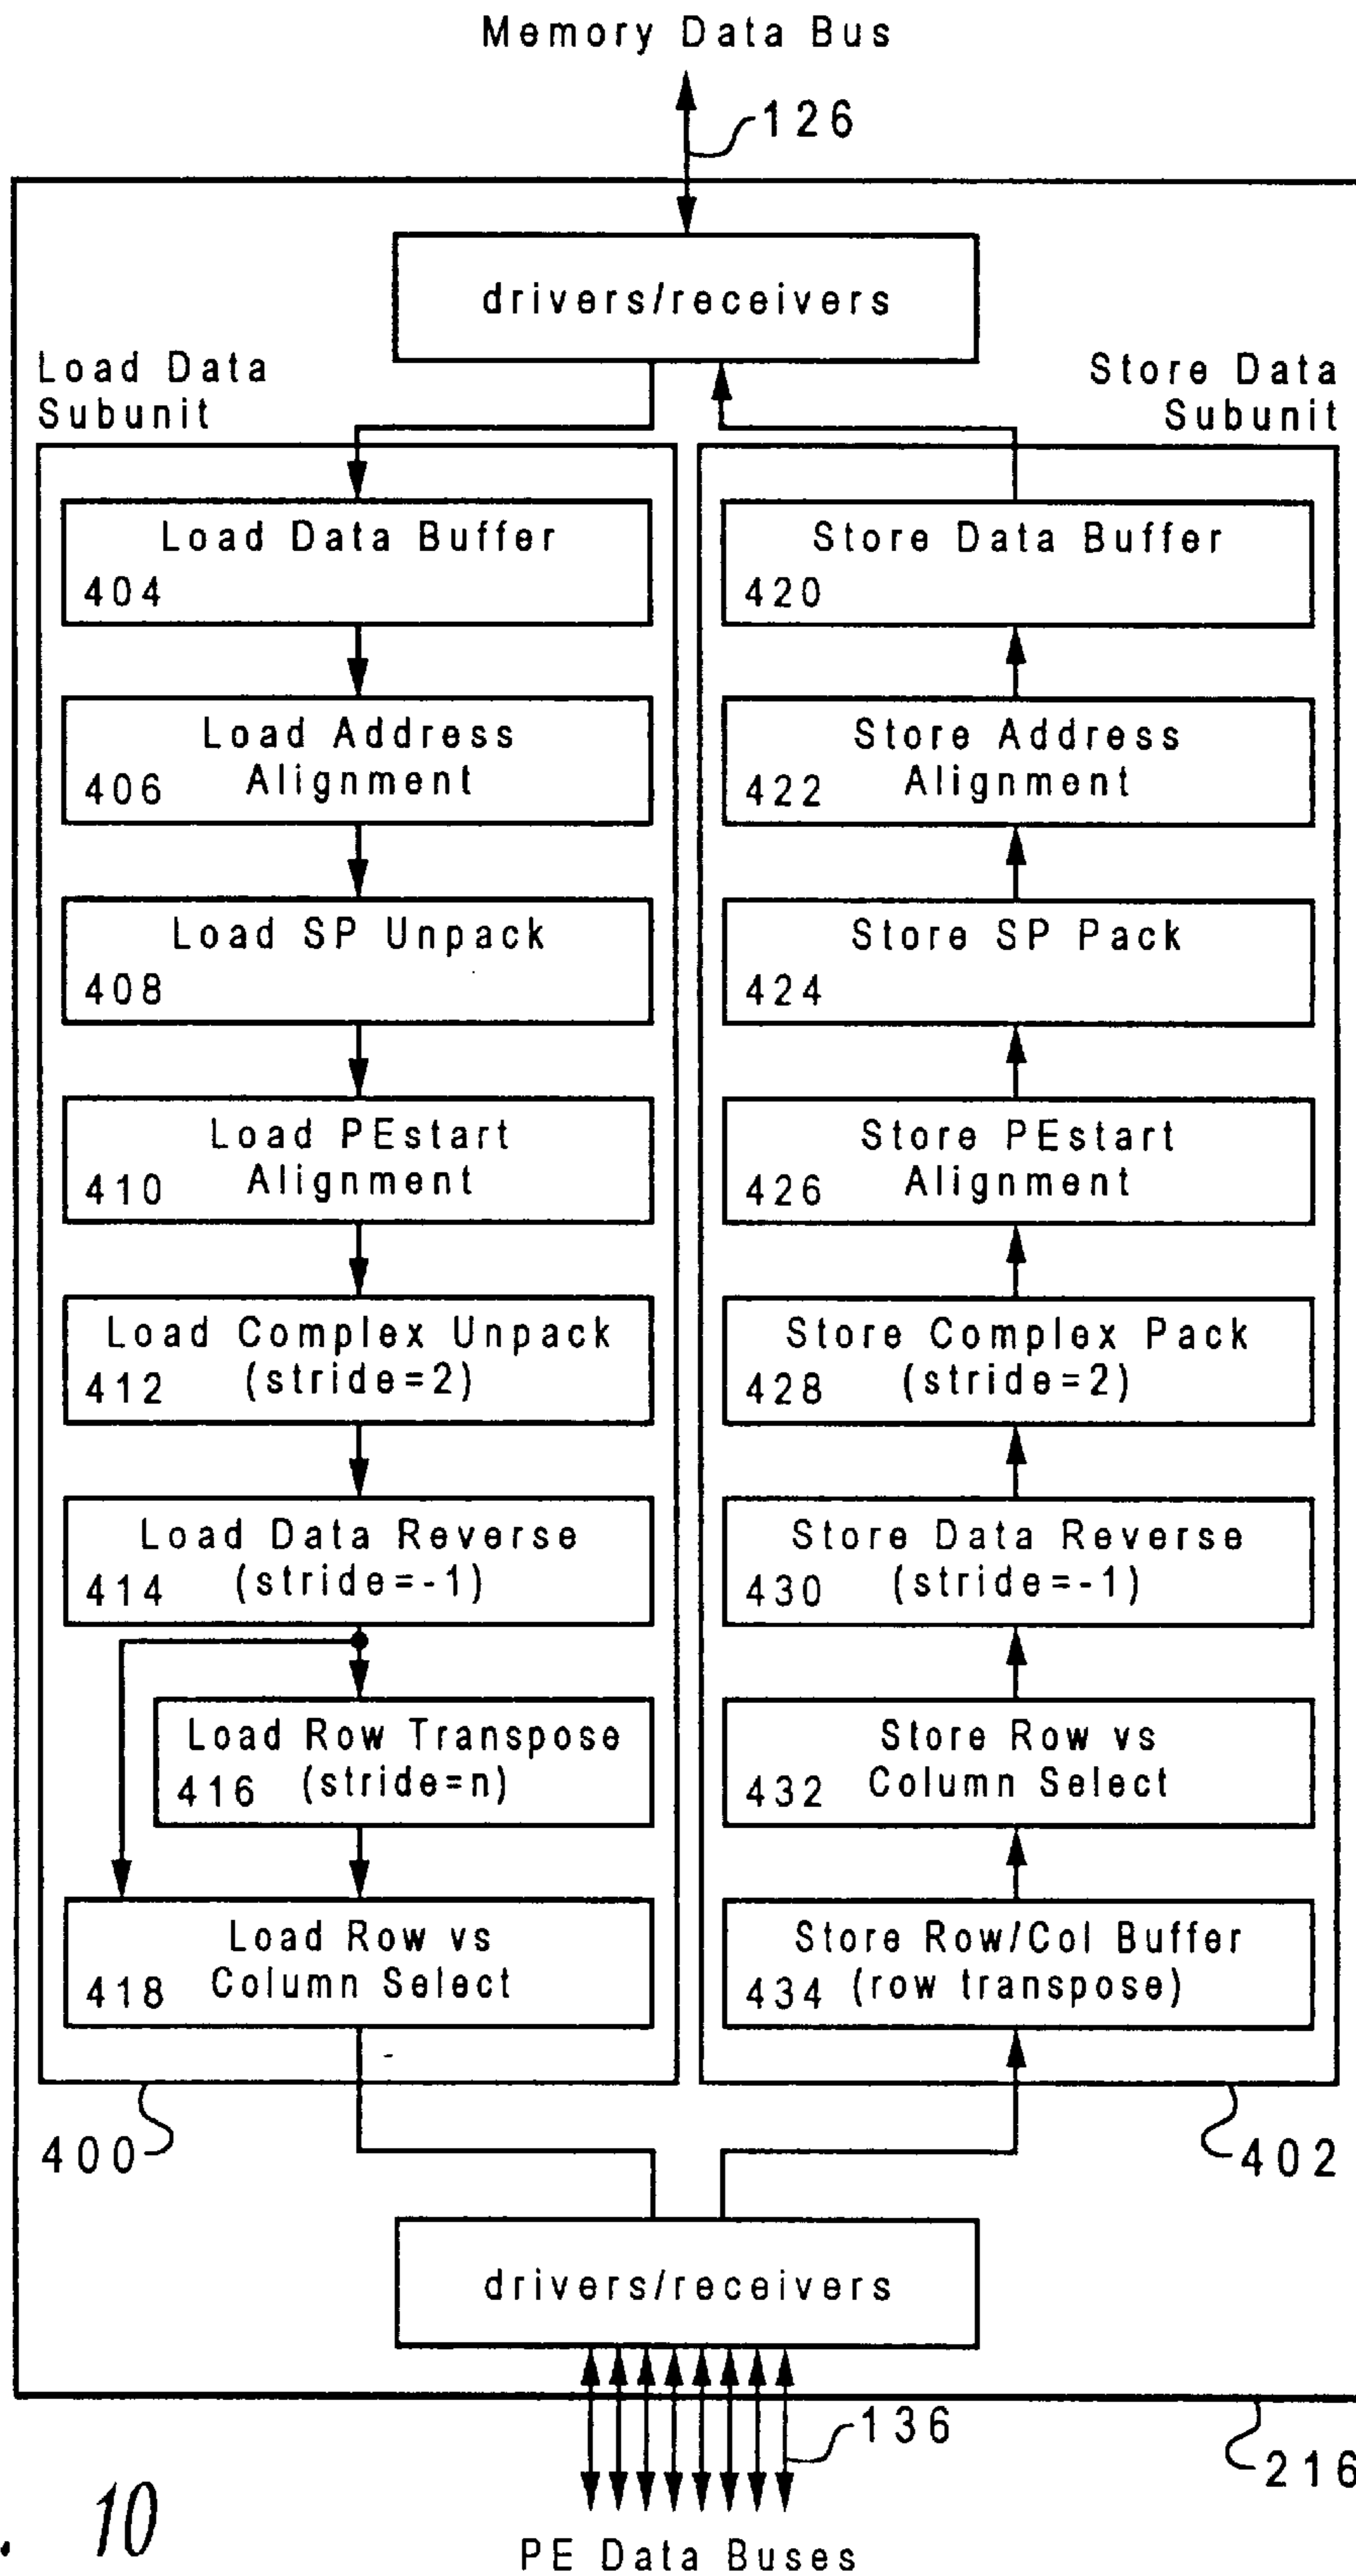 Memory Data Bus
126
drivers/receivers
Load Data
Subunit
Store Data
Subunit
Load Data Buffer
404
Load Address
Alignment
406
Load SP Unpack
408
Load PEstart
Alignment
410
Load Complex Unpack
(stride=2)
412
Load Data Reverse
(stride=-1)
414
Load Row Transpose
(stride=n)
416
Load Row vs
Column Select
418
400
Store Data Buffer
420
Store Address
Alignment
422
Store SP Pack
424
Store PEstart
Alignment
426
Store Complex Pack
(stride=2)
428
Store Data Reverse
(stride=-1)
430
Store Row vs
Column Select
432
Store Row/Col Buffer
(row transpose)
434
402
drivers/receivers
136
216
PE Data Buses
. 10